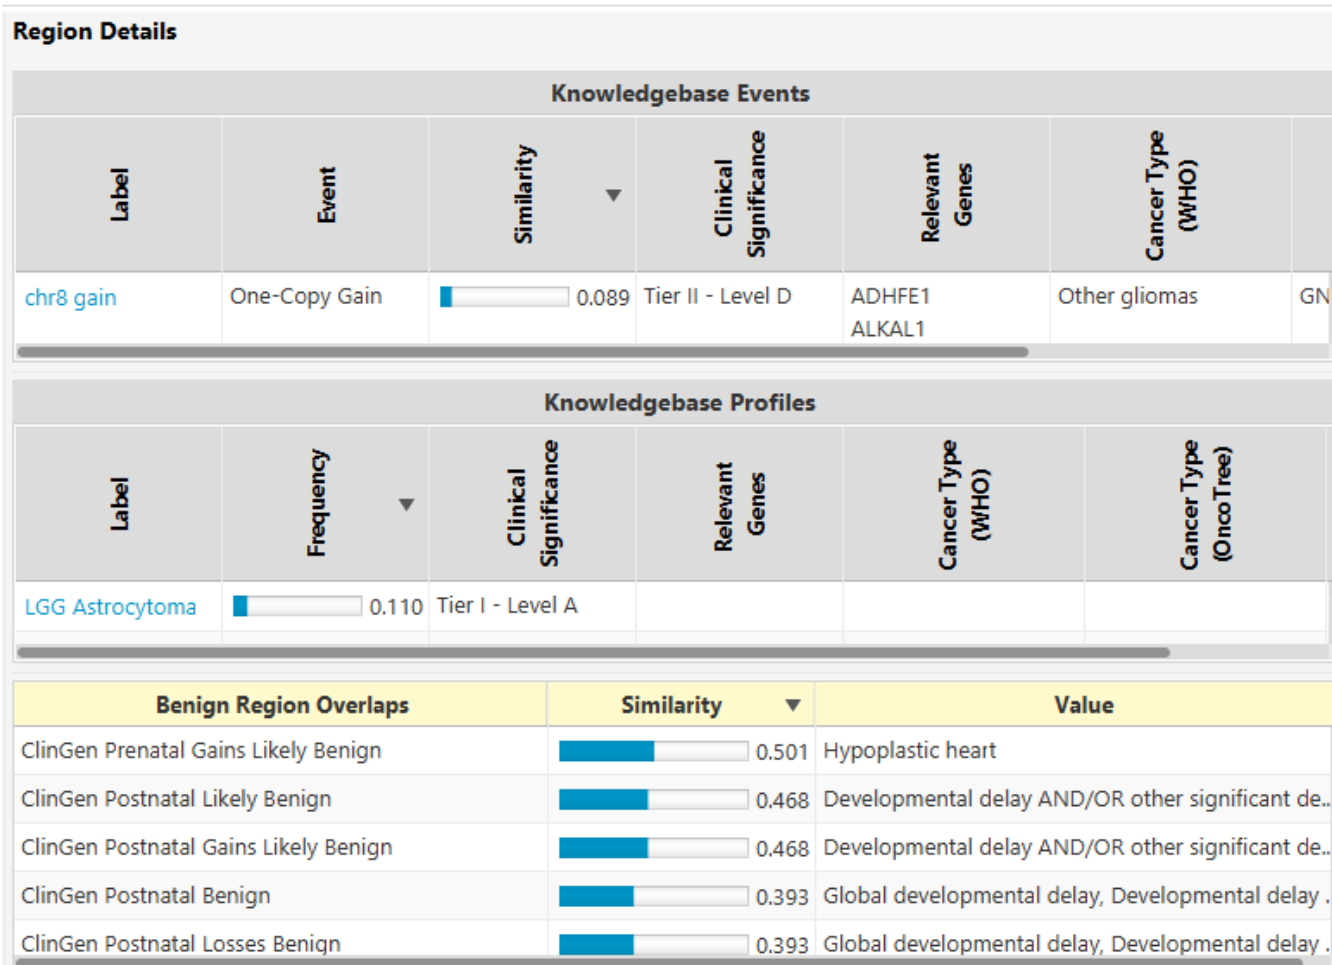 Region Details
Knowledgebase Events
Label Event Similarity Clinical Significance Relevant Genes Cancer Type (WHO)
chr8 gain One-Copy Gain 0.089 Tier II - Level D ADHFE1 Other gliomas GN
ALKAL1
Knowledgebase Profiles
Label Frequency Clinical Significance Relevant Genes Cancer Type (WHO) Cancer Type (OncoTree)
LGG Astrocytoma 0.110 Tier I - Level A
Benign Region Overlaps Similarity Value
ClinGen Prenatal Gains Likely Benign 0.501 Hypoplastic heart
ClinGen Postnatal Likely Benign 0.468 Developmental delay AND/OR other significant de..
ClinGen Postnatal Gains Likely Benign 0.468 Developmental delay AND/OR other significant de..
ClinGen Postnatal Benign 0.393 Global developmental delay, Developmental delay .
ClinGen Postnatal Losses Benign 0.393 Global developmental delay, Developmental delay .